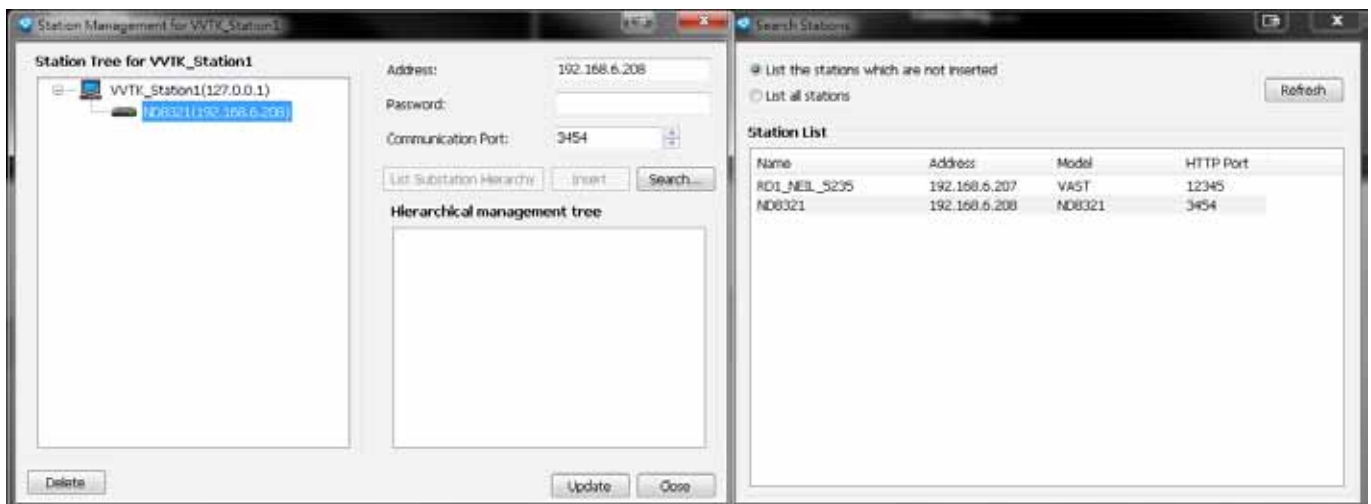 Station Management for VVTK_Station1
Station Tree for VVTK_Station1
VVTK_Station1(127.0.0.1)
ND8321(192.168.6.208)
Address: 192.168.6.208
Password:
Communication Port: 3454
List Substation Hierarchy Insert Search...
Hierarchical management tree
Delete Update Close
Search Stations
List the stations which are not inserted
List all stations
Refresh
Station List
Name Address Model HTTP Port
RD1_NEIL_5235 192.168.6.207 VAST 12345
ND8321 192.168.6.208 ND8321 3454